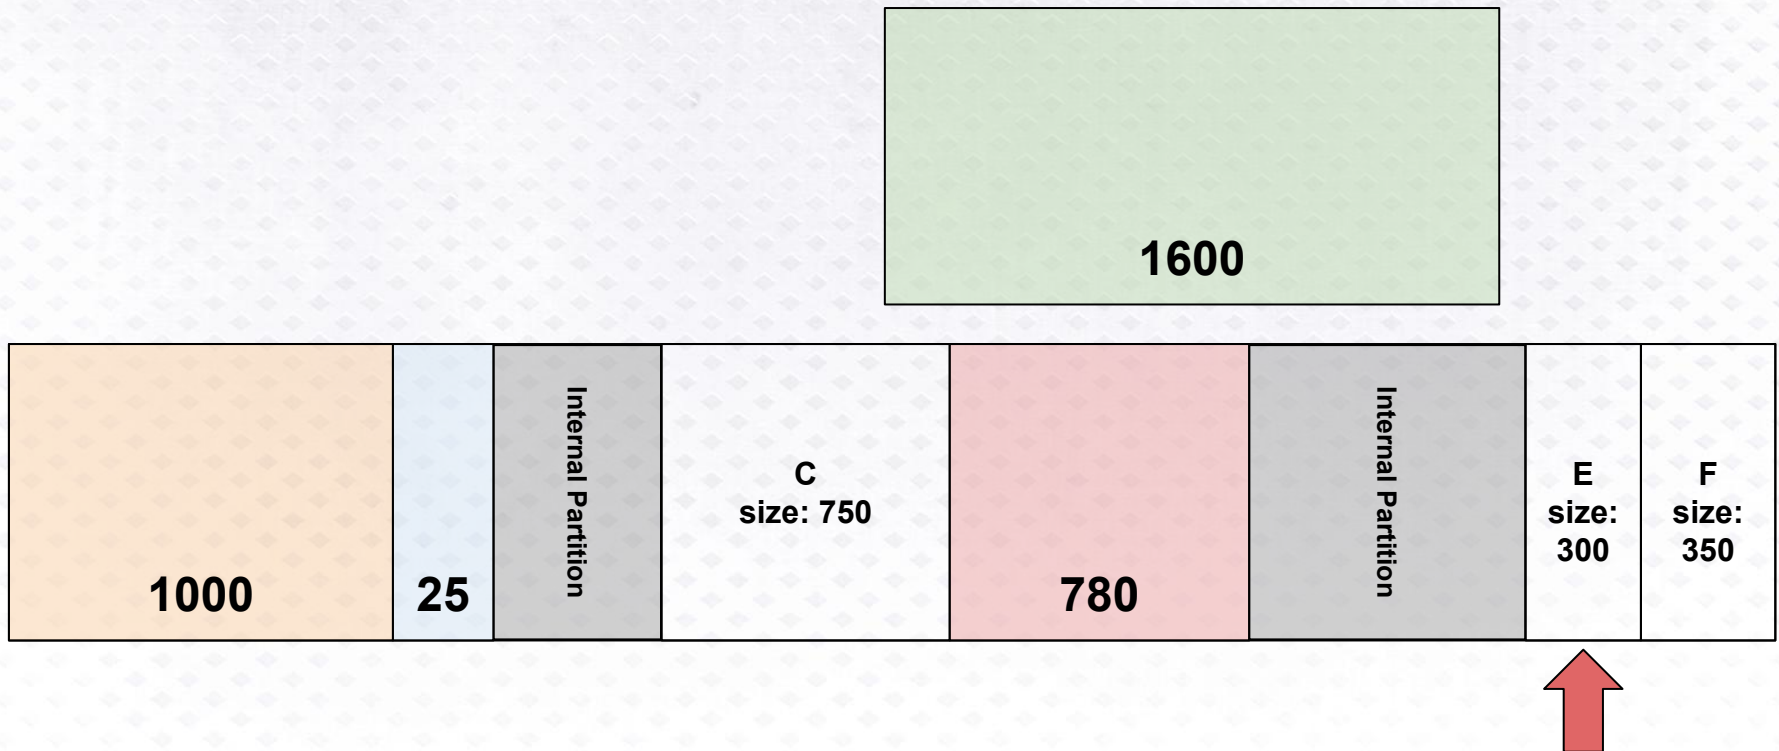 1600
1000
25
Internal Partition
C
size: 750
780
Internal Partition
E
size:
300
F
size:
350